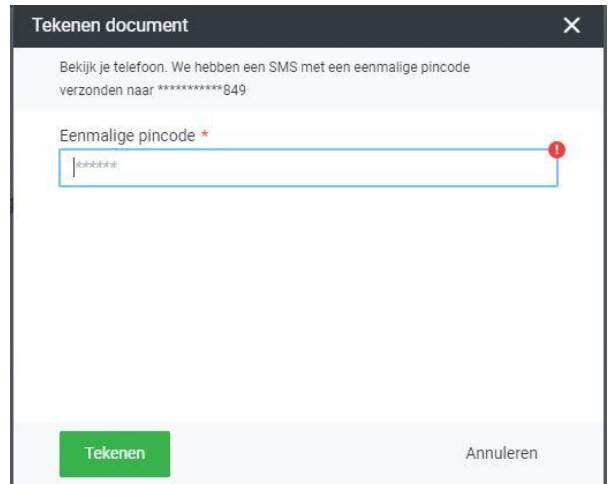 Tekenen document
Bekijk je telefoon. We hebben een SMS met een eenmalige pincode
verzonden naar ***********849
Eenmalige pincode *
******
Tekenen
Annuleren